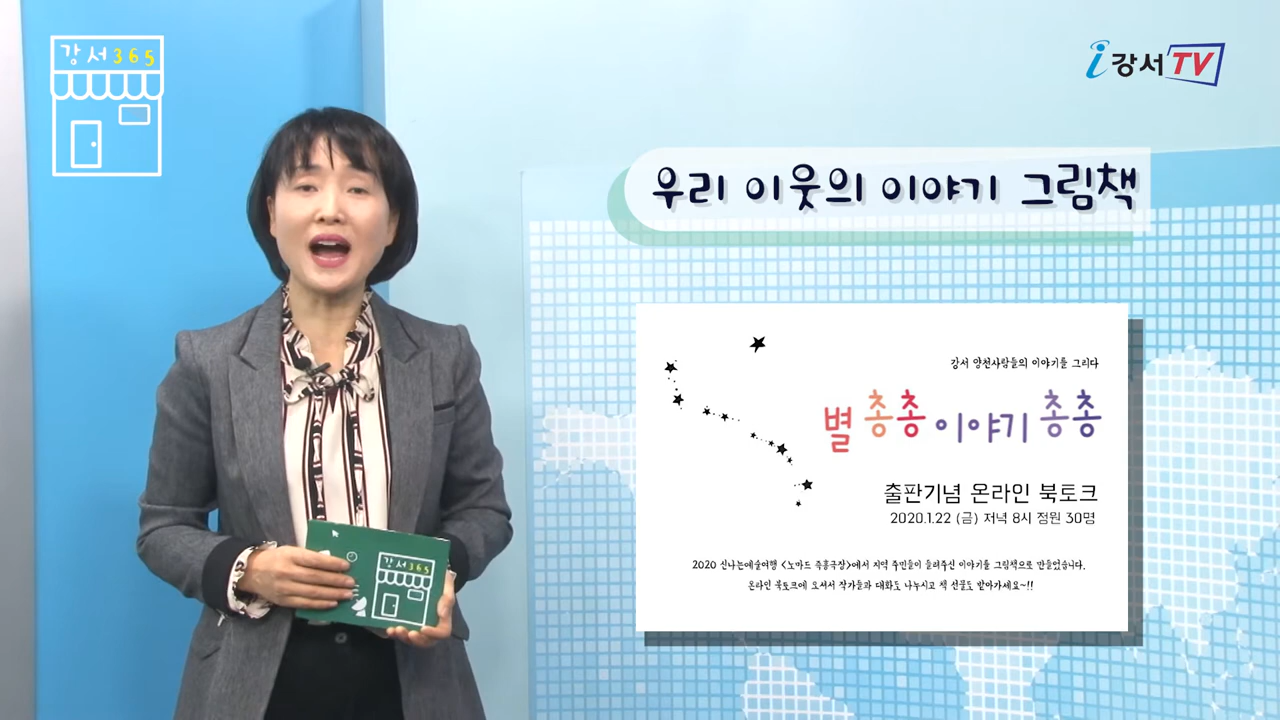 강서365
i강서TV
우리 이웃의 이야기 그림책
강서 양천사람들의 이야기를 그리다
별 총총 이야기 총총
출판기념 온라인 북토크
2020.1.22 (금) 저녁 8시 정원 30명
2020 신나는예술여행 <노마드 즉흥극장>에서 지역 주민들이 들려주신 이야기를 그림책으로 만들었습니다.
온라인 북토크에 오셔서 작가들과 대화도 나누시고 책 선물도 받아가세요~!!
강서365